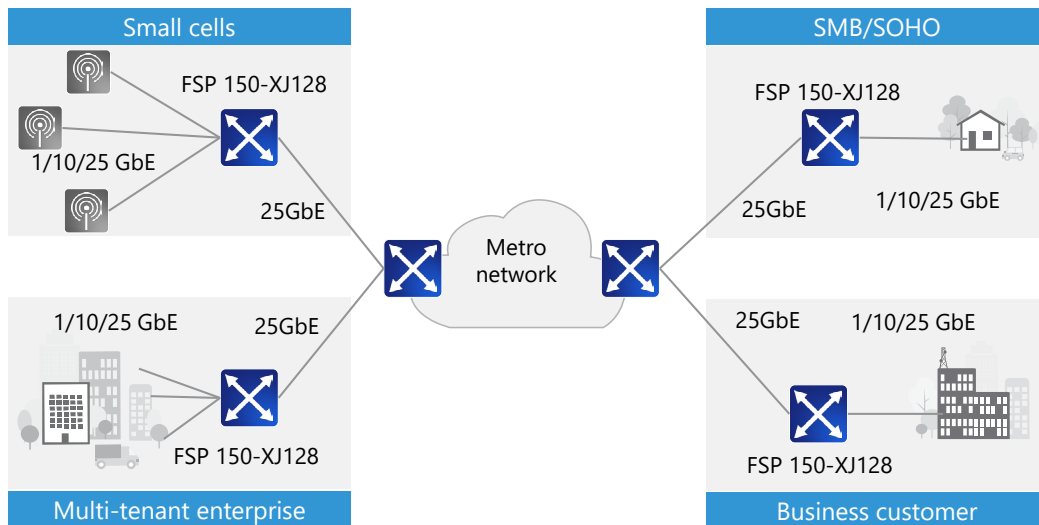 Small cells
FSP 150-XJ128
1/10/25 GbE
25GbE
SMB/SOHO
FSP 150-XJ128
25GbE
1/10/25 GbE
Metro
network
1/10/25 GbE
25GbE
FSP 150-XJ128
Multi-tenant enterprise
25GbE
1/10/25 GbE
FSP 150-XJ128
Business customer